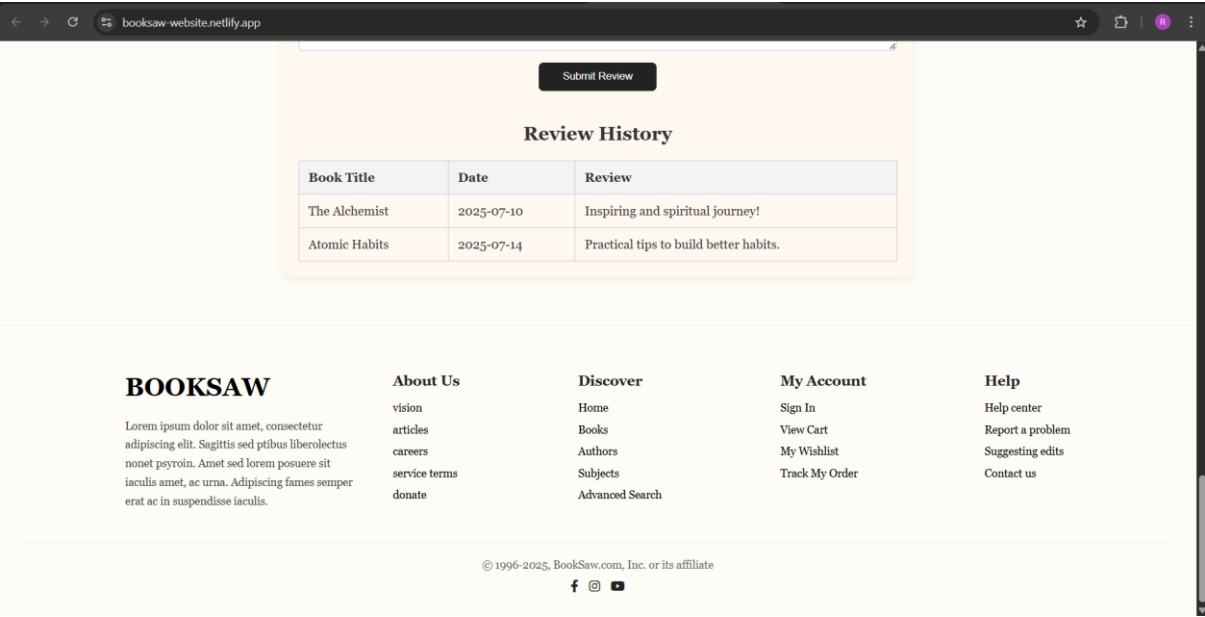 booksaw-website.netlify.app
R
Submit Review
Review History
Book Title Date Review
The Alchemist 2025-07-10 Inspiring and spiritual journey!
Atomic Habits 2025-07-14 Practical tips to build better habits.
BOOKSAW
Lorem ipsum dolor sit amet, consectetur
adipiscing elit. Sagittis sed ptibus liberolectus
nonet psyroin. Amet sed lorem posuere sit
iaculis amet, ac urna. Adipiscing fames semper
erat ac in suspendisse iaculis.
About Us
vision
articles
careers
service terms
donate
Discover
Home
Books
Authors
Subjects
Advanced Search
My Account
Sign In
View Cart
My Wishlist
Track My Order
Help
Help center
Report a problem
Suggesting edits
Contact us
© 1996-2025, BookSaw.com, Inc. or its affiliate